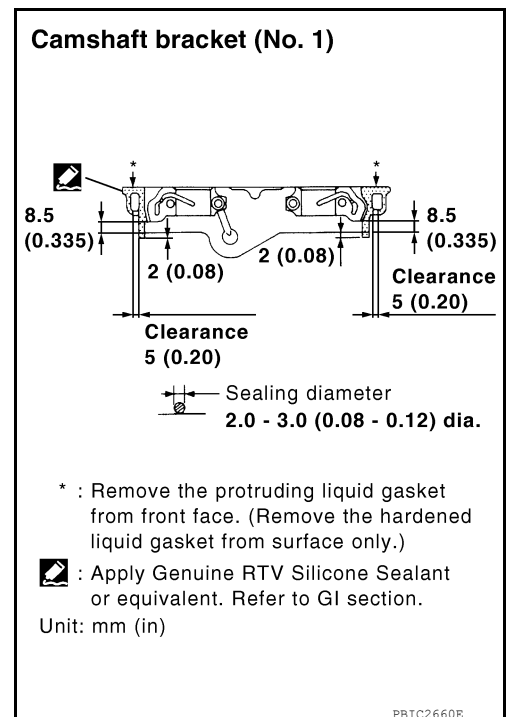 Camshaft bracket (No. 1)
*
*
8.5
(0.335)
2 (0.08)
2 (0.08)
8.5
(0.335)
Clearance
5 (0.20)
Clearance
5 (0.20)
Sealing diameter
2.0 - 3.0 (0.08 - 0.12) dia.
* : Remove the protruding liquid gasket
from front face. (Remove the hardened
liquid gasket from surface only.)
: Apply Genuine RTV Silicone Sealant
or equivalent. Refer to GI section.
Unit: mm (in)
PBIC2660E